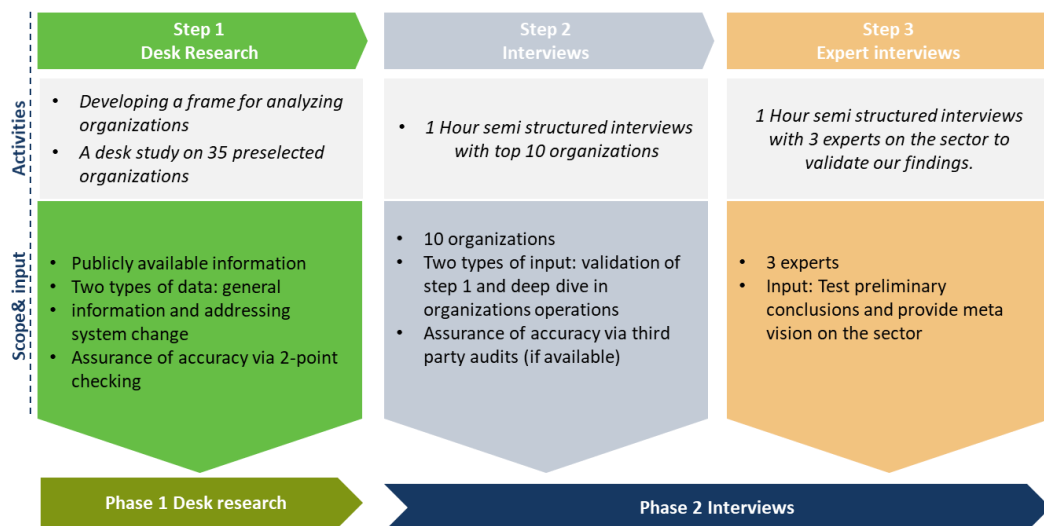 Step 1
Desk Research
Step 2
Interviews
Step 3
Expert interviews
Activities
• Developing a frame for analyzing
organizations
• A desk study on 35 preselected
organizations
• 1 Hour semi structured interviews
with top 10 organizations
1 Hour semi structured interviews
with 3 experts on the sector to
validate our findings.
Scope& input
• Publicly available information
• Two types of data: general
• information and addressing
system change
• Assurance of accuracy via 2-point
checking
• 10 organizations
• Two types of input: validation of
step 1 and deep dive in
organizations operations
• Assurance of accuracy via third
party audits (if available)
• 3 experts
• Input: Test preliminary
conclusions and provide meta
vision on the sector
Phase 1 Desk research
Phase 2 Interviews